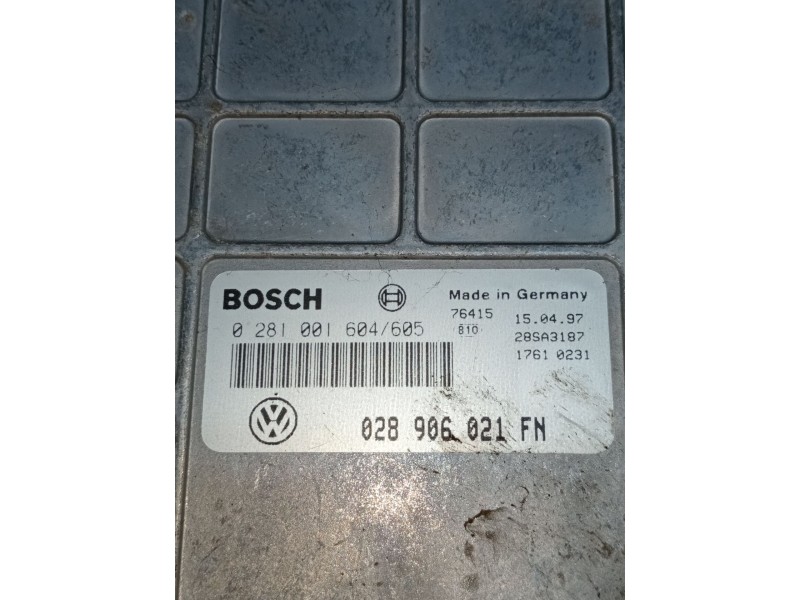 BOSCH
Made in Germany
0 281 001 604/605
76415
15.04.97
810
28SA3187
1761 0231
028 906 021 FN